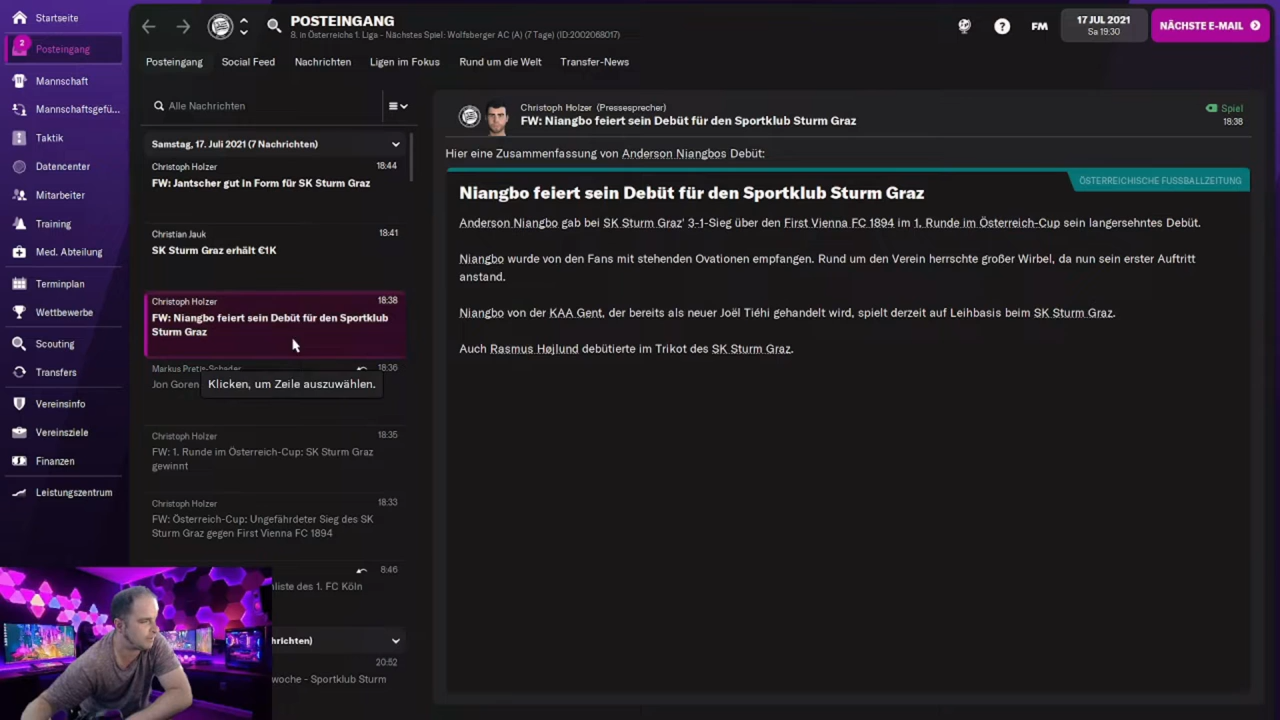 Startseite
2
Posteingang
Mannschaft
Mannschaftsgefü...
Taktik
Datencenter
Mitarbeiter
Training
Med. Abteilung
Terminplan
Wettbewerbe
Scouting
Transfers
Vereinsinfo
Vereinsziele
Finanzen
Leistungszentrum
POSTEINGANG
8. in Österreichs 1. Liga - Nächstes Spiel: Wolfsberger AC (A) (7 Tage) (ID:2002068017)
FM
17 JUL 2021
Sa 19:30
NÄCHSTE E-MAIL
Posteingang Social Feed Nachrichten Ligen im Fokus Rund um die Welt Transfer-News
Alle Nachrichten
Samstag, 17. Juli 2021 (7 Nachrichten)
Christoph Holzer 18:44
FW: Jantscher gut in Form für SK Sturm Graz
Christian Jauk 18:41
SK Sturm Graz erhält €1K
Christoph Holzer 18:38
FW: Niangbo feiert sein Debüt für den Sportklub
Sturm Graz
Markus Pretis-Schader 18:36
Jon Goren
Klicken, um Zeile auszuwählen.
Christoph Holzer 18:35
FW: 1. Runde im Österreich-Cup: SK Sturm Graz
gewinnt
Christoph Holzer 18:33
FW: Österreich-Cup: Ungefährdeter Sieg des SK
Sturm Graz gegen First Vienna FC 1894
8:46
liste des 1. FC Köln
hrichten)
20:52
woche - Sportklub Sturm
Christoph Holzer (Pressesprecher)
FW: Niangbo feiert sein Debüt für den Sportklub Sturm Graz
Spiel
18:38
Hier eine Zusammenfassung von Anderson Niangbos Debüt:
ÖSTERREICHISCHE FUSSBALLZEITUNG
Niangbo feiert sein Debüt für den Sportklub Sturm Graz
Anderson Niangbo gab bei SK Sturm Graz' 3-1-Sieg über den First Vienna FC 1894 im 1. Runde im Österreich-Cup sein langersehntes Debüt.
Niangbo wurde von den Fans mit stehenden Ovationen empfangen. Rund um den Verein herrschte großer Wirbel, da nun sein erster Auftritt
anstand.
Niangbo von der KAA Gent, der bereits als neuer Joël Tiéhi gehandelt wird, spielt derzeit auf Leihbasis beim SK Sturm Graz.
Auch Rasmus Højlund debütierte im Trikot des SK Sturm Graz.